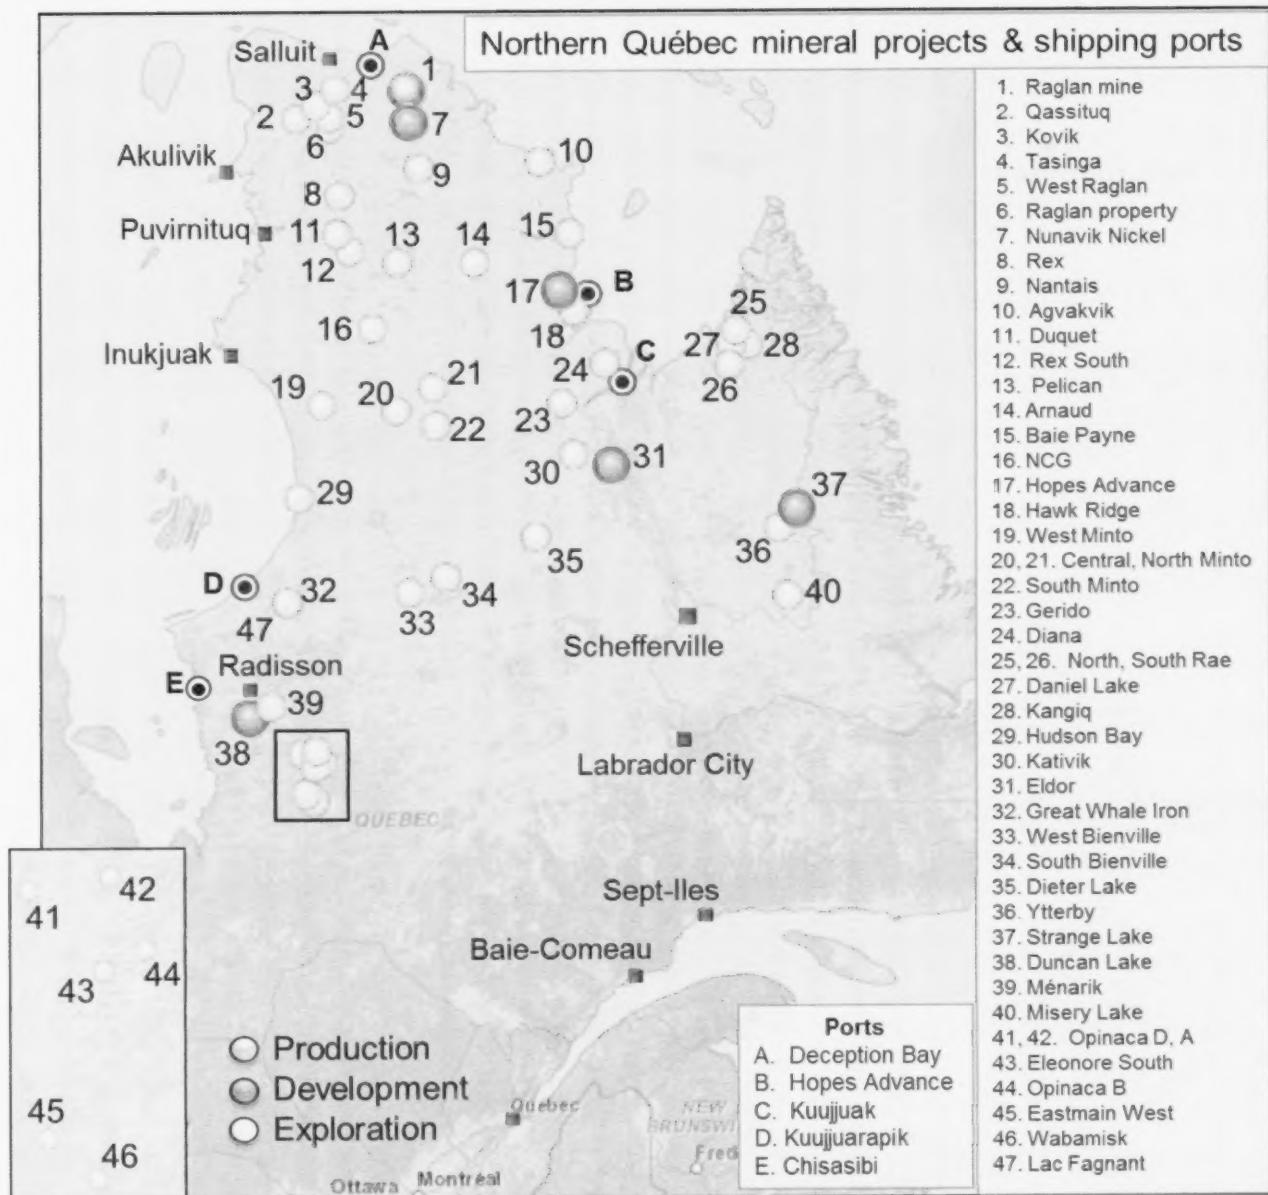 Northern Québec mineral projects & shipping ports
Salluit
A
1
3
4
2
5
7
6
Akulivik
10
9
8
Puvirnituq
11
13
14
15
12
B
17
25
16
18
27
28
Inukjuak
C
24
26
21
19
20
23
22
30
31
29
37
36
35
D
32
34
40
47
33
Schefferville
Radisson
E
39
38
Labrador City
QUEBEC
42
41
Sept-Iles
Baie-Comeau
44
43
Production
Development
Exploration
45
46
Québec
NEW
BRUNSWI
Fred
Ottawa
Montréal
Ports
A. Deception Bay
B. Hopes Advance
C. Kuujjuak
D. Kuujjuarapik
E. Chisasibi
1. Raglan mine
2. Qassituq
3. Kovik
4. Tasinga
5. West Raglan
6. Raglan property
7. Nunavik Nickel
8. Rex
9. Nantais
10. Agvakvik
11. Duquet
12. Rex South
13. Pelican
14. Arnaud
15. Baie Payne
16. NCG
17. Hopes Advance
18. Hawk Ridge
19. West Minto
20, 21. Central, North Minto
22. South Minto
23. Gerido
24. Diana
25, 26. North, South Rae
27. Daniel Lake
28. Kangiq
29. Hudson Bay
30. Kativik
31. Eldor
32. Great Whale Iron
33. West Bienville
34. South Bienville
35. Dieter Lake
36. Ytterby
37. Strange Lake
38. Duncan Lake
39. Ménarik
40. Misery Lake
41, 42. Opinaca D, A
43. Eleonore South
44. Opinaca B
45. Eastmain West
46. Wabamisk
47. Lac Fagnant